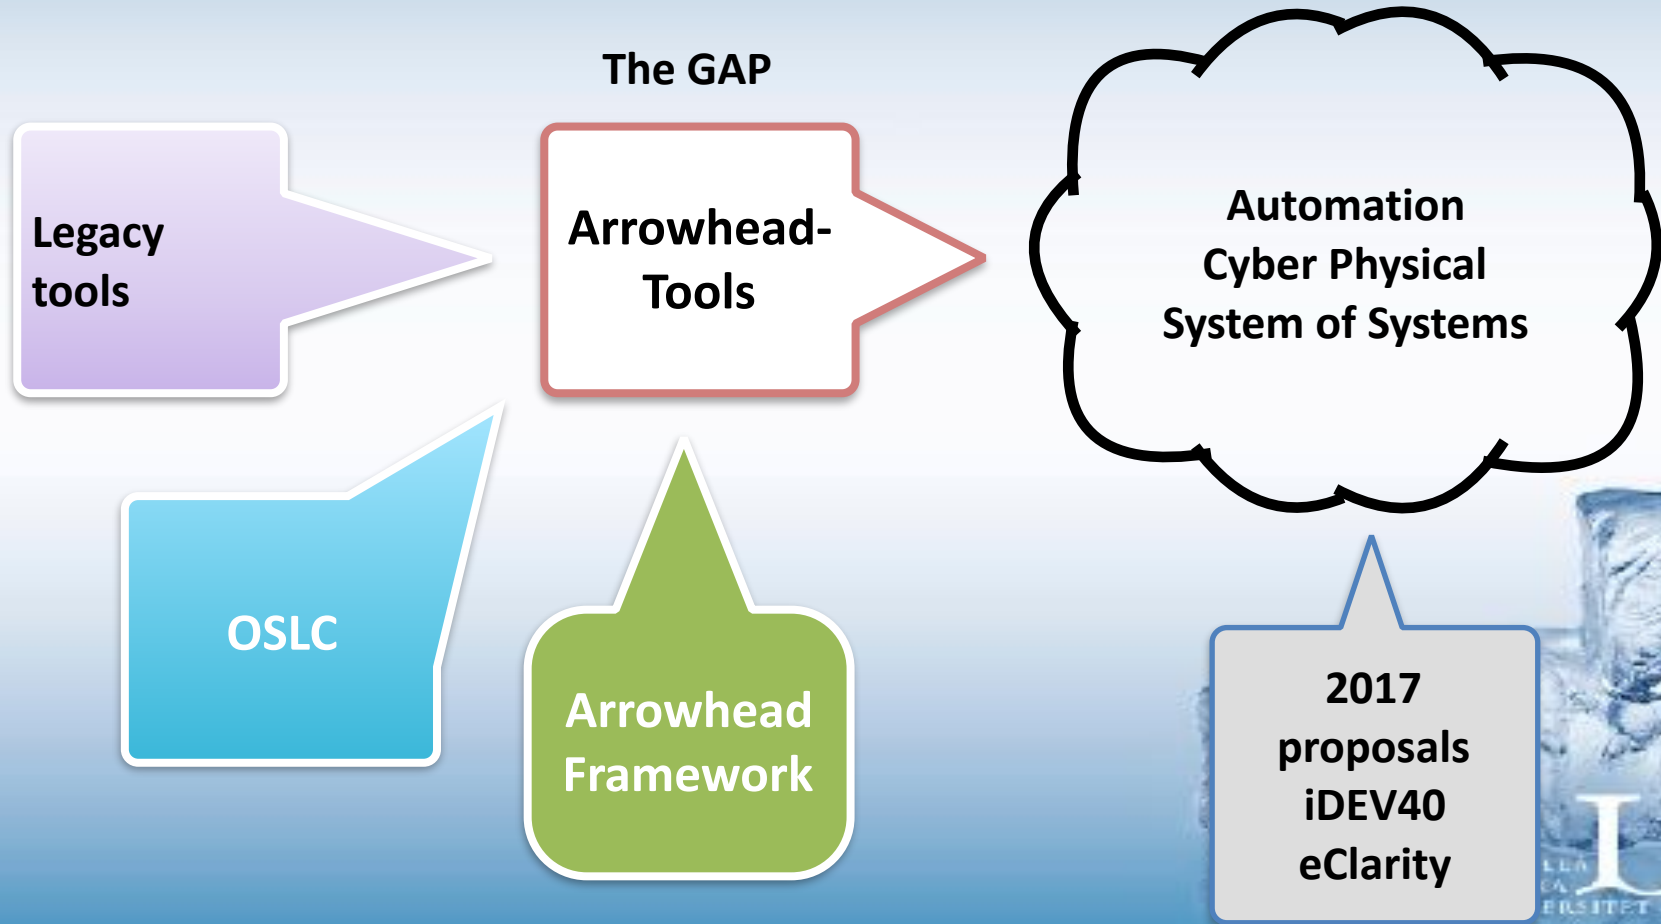 The GAP
Legacy
tools
Arrowhead-
Tools
Automation
Cyber Physical
System of Systems
OSLC
Arrowhead
Framework
2017
proposals
iDEV40
eClarity